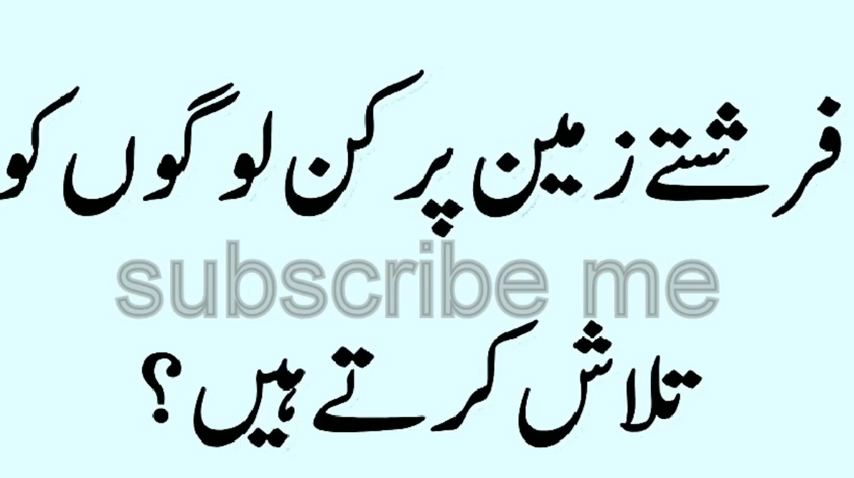 فرشتے زمین پر کن لوگوں کو
subscribe me
تلاش کرتے ہیں؟